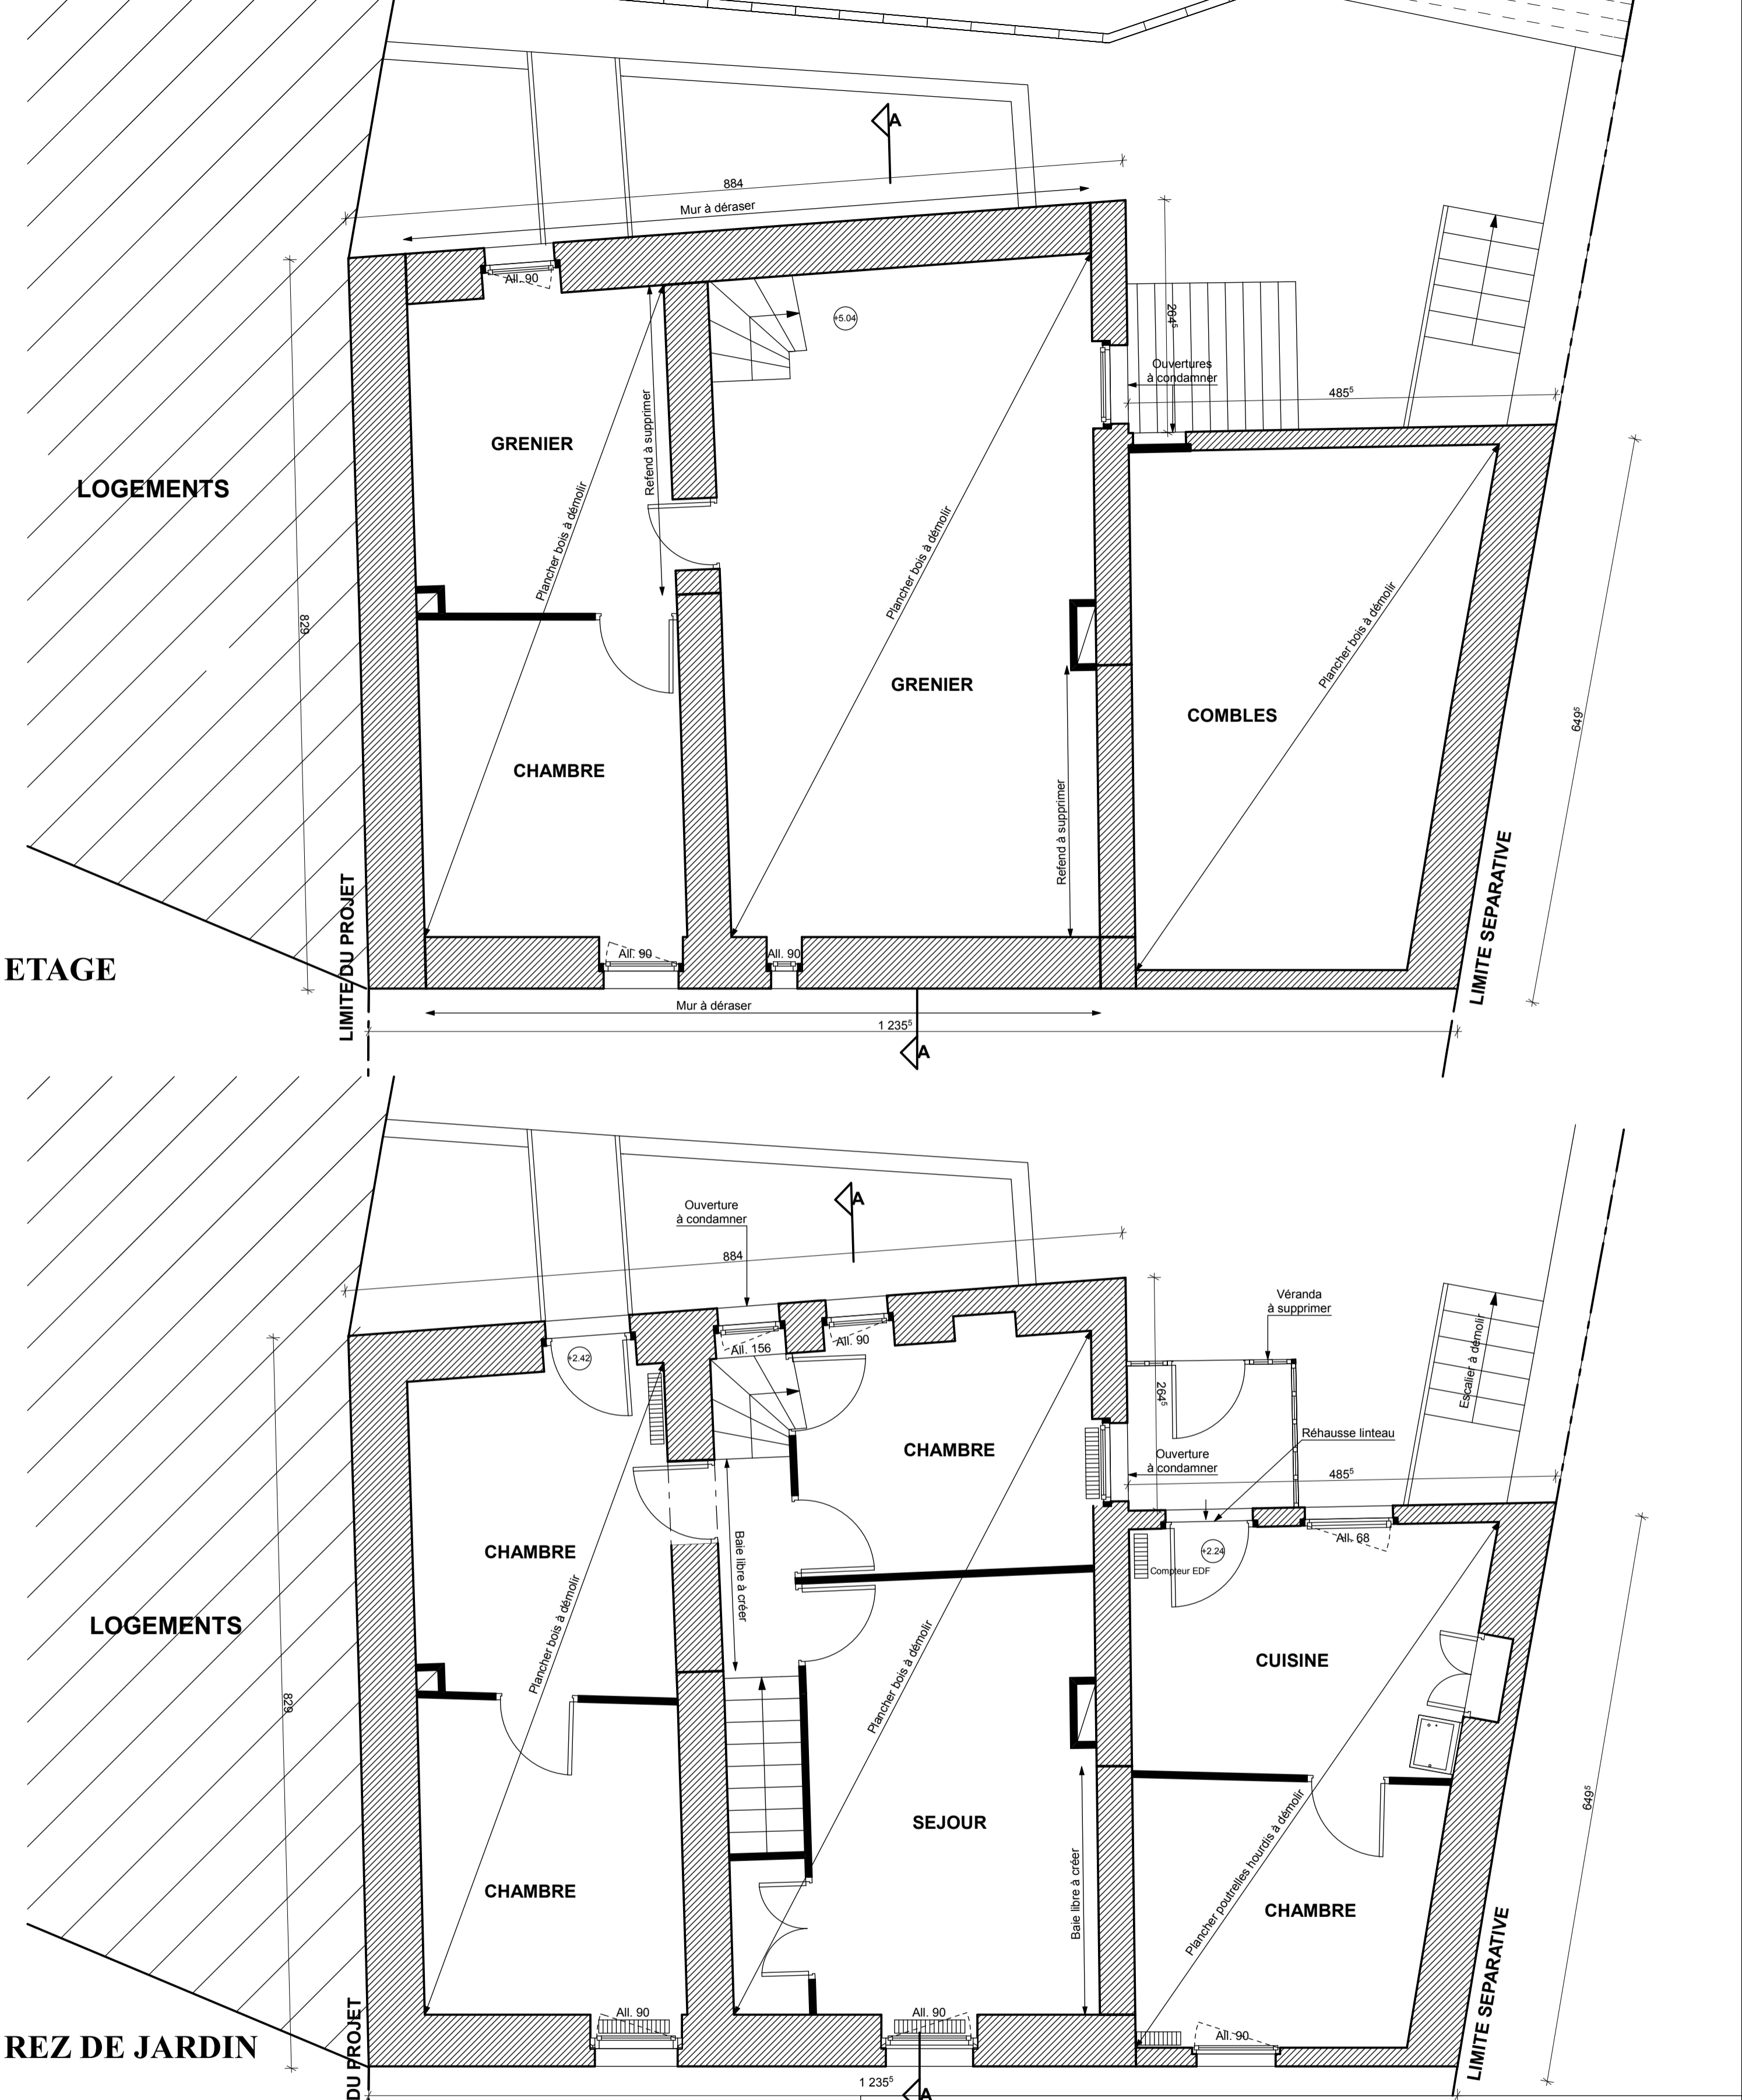 A
884
Mur à déraser
All. 90
+5.04
264⁵
Ouvertures
à condamner
485⁵
Refend à supprimer
GRENIER
LOGEMENTS
Plancher bois à démolir
Plancher bois à démolir
Plancher bois à démolir
829
GRENIER
COMBLES
649⁵
CHAMBRE
Refend à supprimer
LIMITE DU PROJET
LIMITE SEPARATIVE
All. 90
All. 90
ETAGE
Mur à déraser
1 235⁵
A
Ouverture
à condamner
A
884
Véranda
à supprimer
All. 156
All. 90
+2.42
264⁵
Escalier à démolir
CHAMBRE
Réhausse linteau
Ouverture
à condamner
485⁵
All. 68
+2.24
Compteur EDF
Baie libre à créer
CHAMBRE
Plancher bois à démolir
LOGEMENTS
Plancher bois à démolir
CUISINE
829
649⁵
SEJOUR
Plancher poutrelles hourdis à démolir
CHAMBRE
Baie libre à créer
CHAMBRE
LIMITE SEPARATIVE
All. 90
All. 90
All. 90
REZ DE JARDIN
DU PROJET
1 235⁵
A